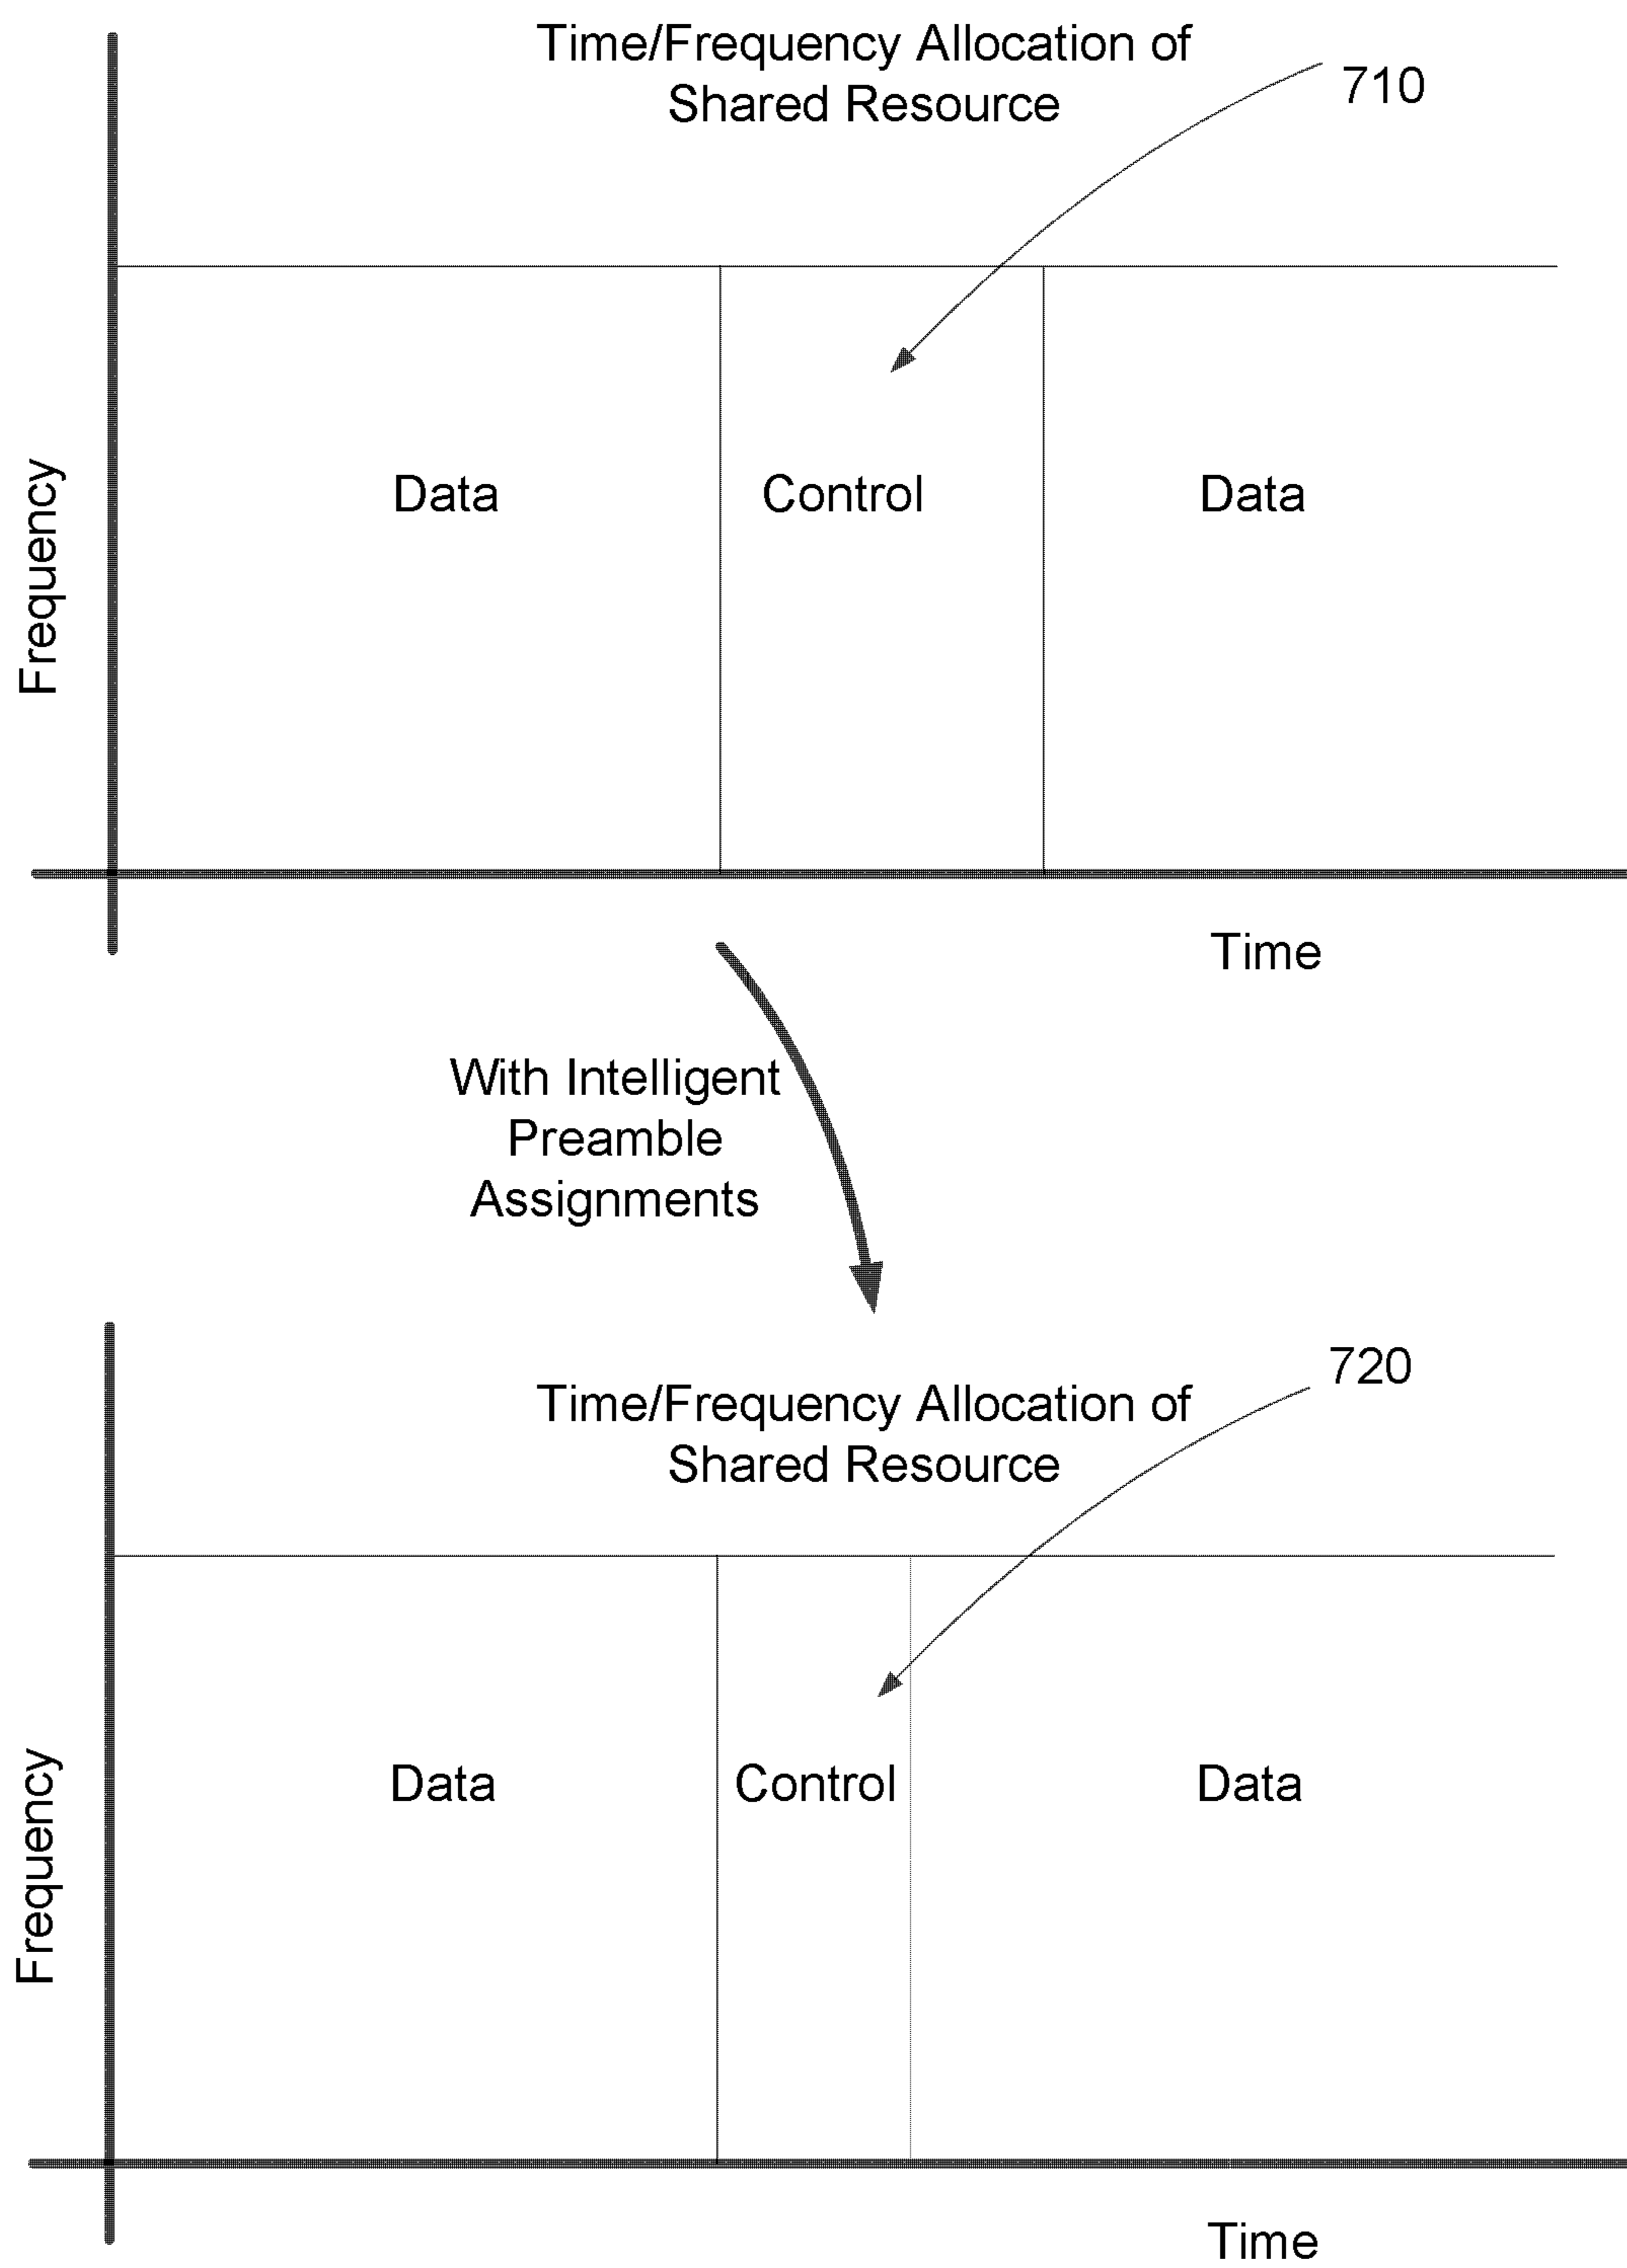 Time/Frequency Allocation of
Shared Resource
710
Frequency
Data
Control
Data
Time
With Intelligent
Preamble
Assignments
720
Time/Frequency Allocation of
Shared Resource
Frequency
Data
Control
Data
Time